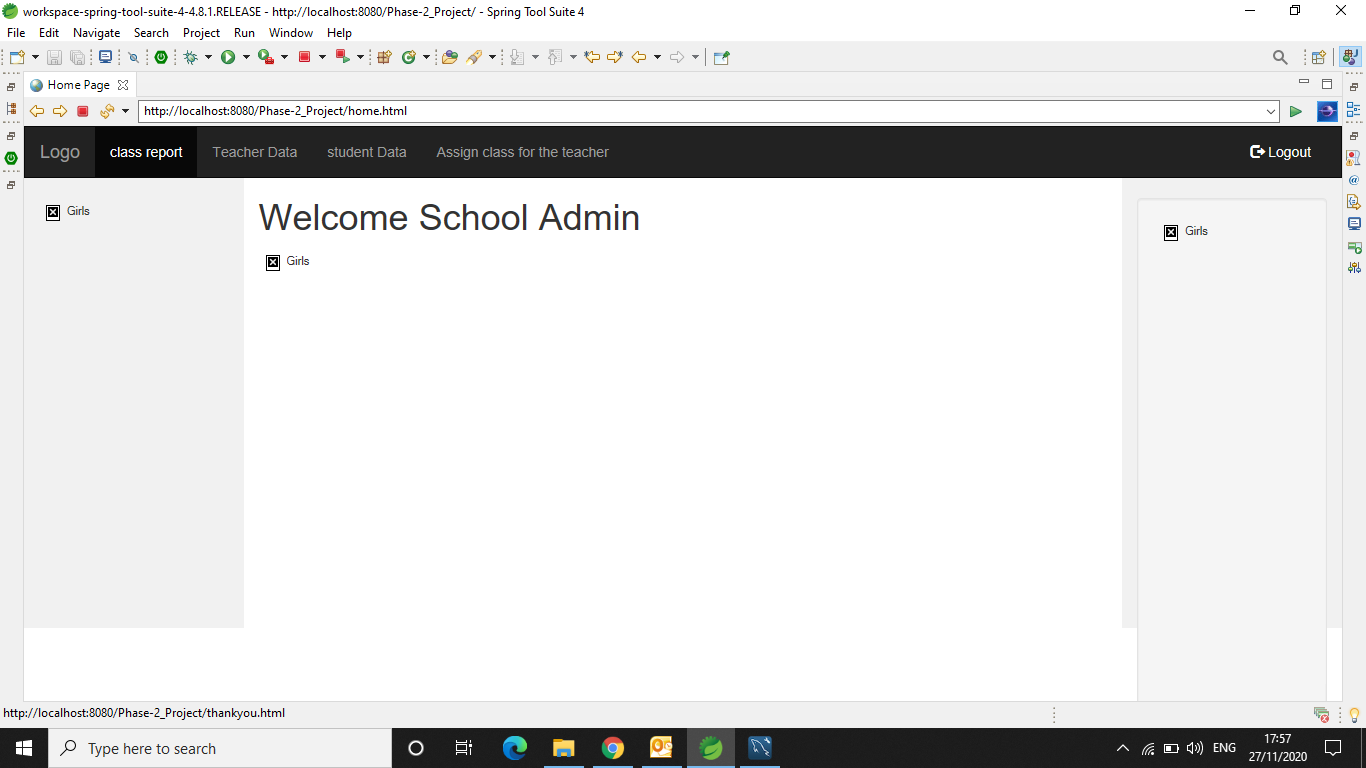 workspace-spring-tool-suite-4-4.8.1.RELEASE - http://localhost:8080/Phase-2_Project/ - Spring Tool Suite 4
File Edit Navigate Search Project Run Window Help
Home Page
http://localhost:8080/Phase-2_Project/home.html
Logo class report Teacher Data student Data Assign class for the teacher Logout
Girls
Welcome School Admin
Girls
Girls
http://localhost:8080/Phase-2_Project/thankyou.html
Type here to search
ENG
17:57
27/11/2020